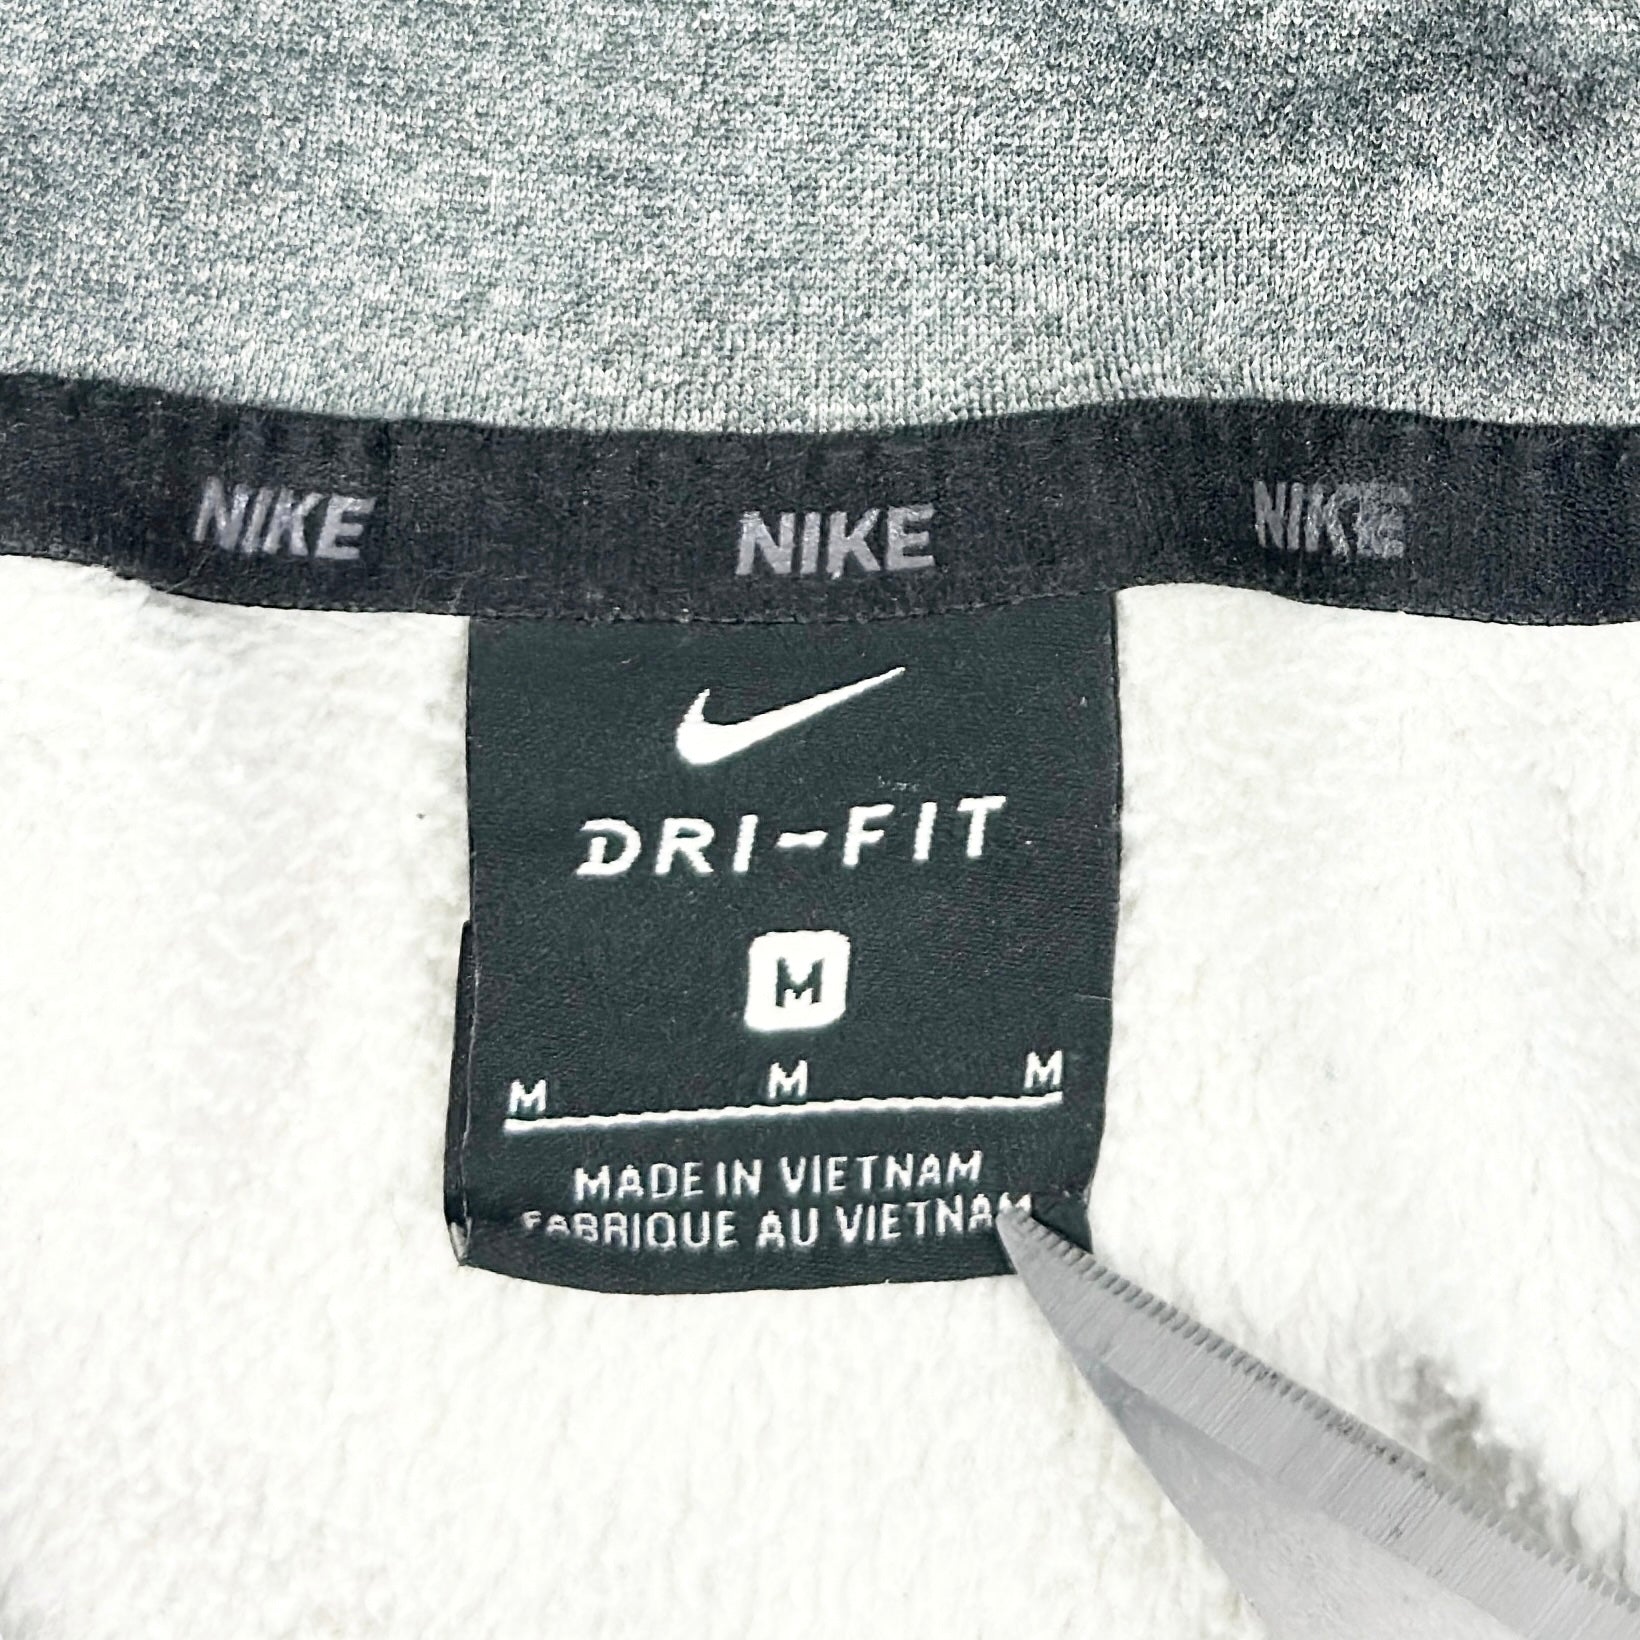 NIKE NIKE NIKE
DRI-FIT
M
M M M
MADE IN VIETNAM
FABRIQUE AU VIETNAM